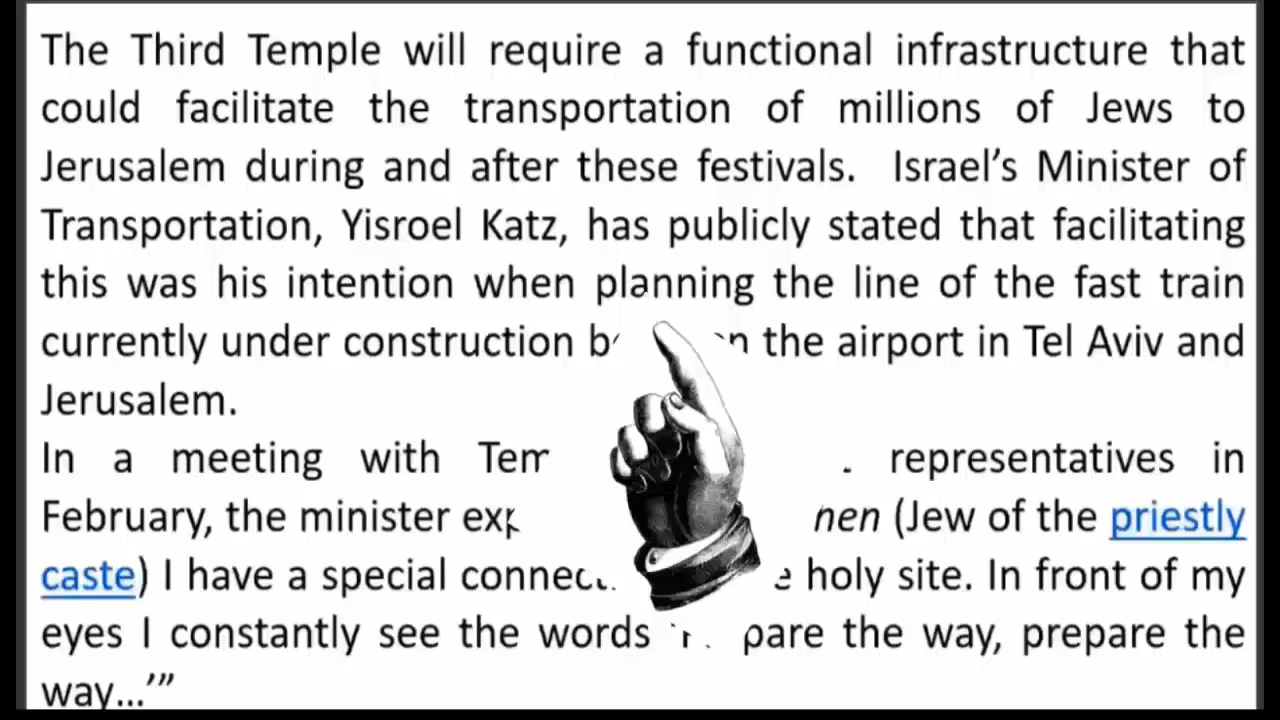 The Third Temple will require a functional infrastructure that
could facilitate the transportation of millions of Jews to
Jerusalem during and after these festivals. Israel’s Minister of
Transportation, Yisroel Katz, has publicly stated that facilitating
this was his intention when planning the line of the fast train
currently under construction the airport in Tel Aviv and
Jerusalem.
In a meeting with representatives in
February, the minister (Jew of the priestly
caste) I have a special holy site. In front of my
eyes I constantly see the words the way, prepare the
way...’”